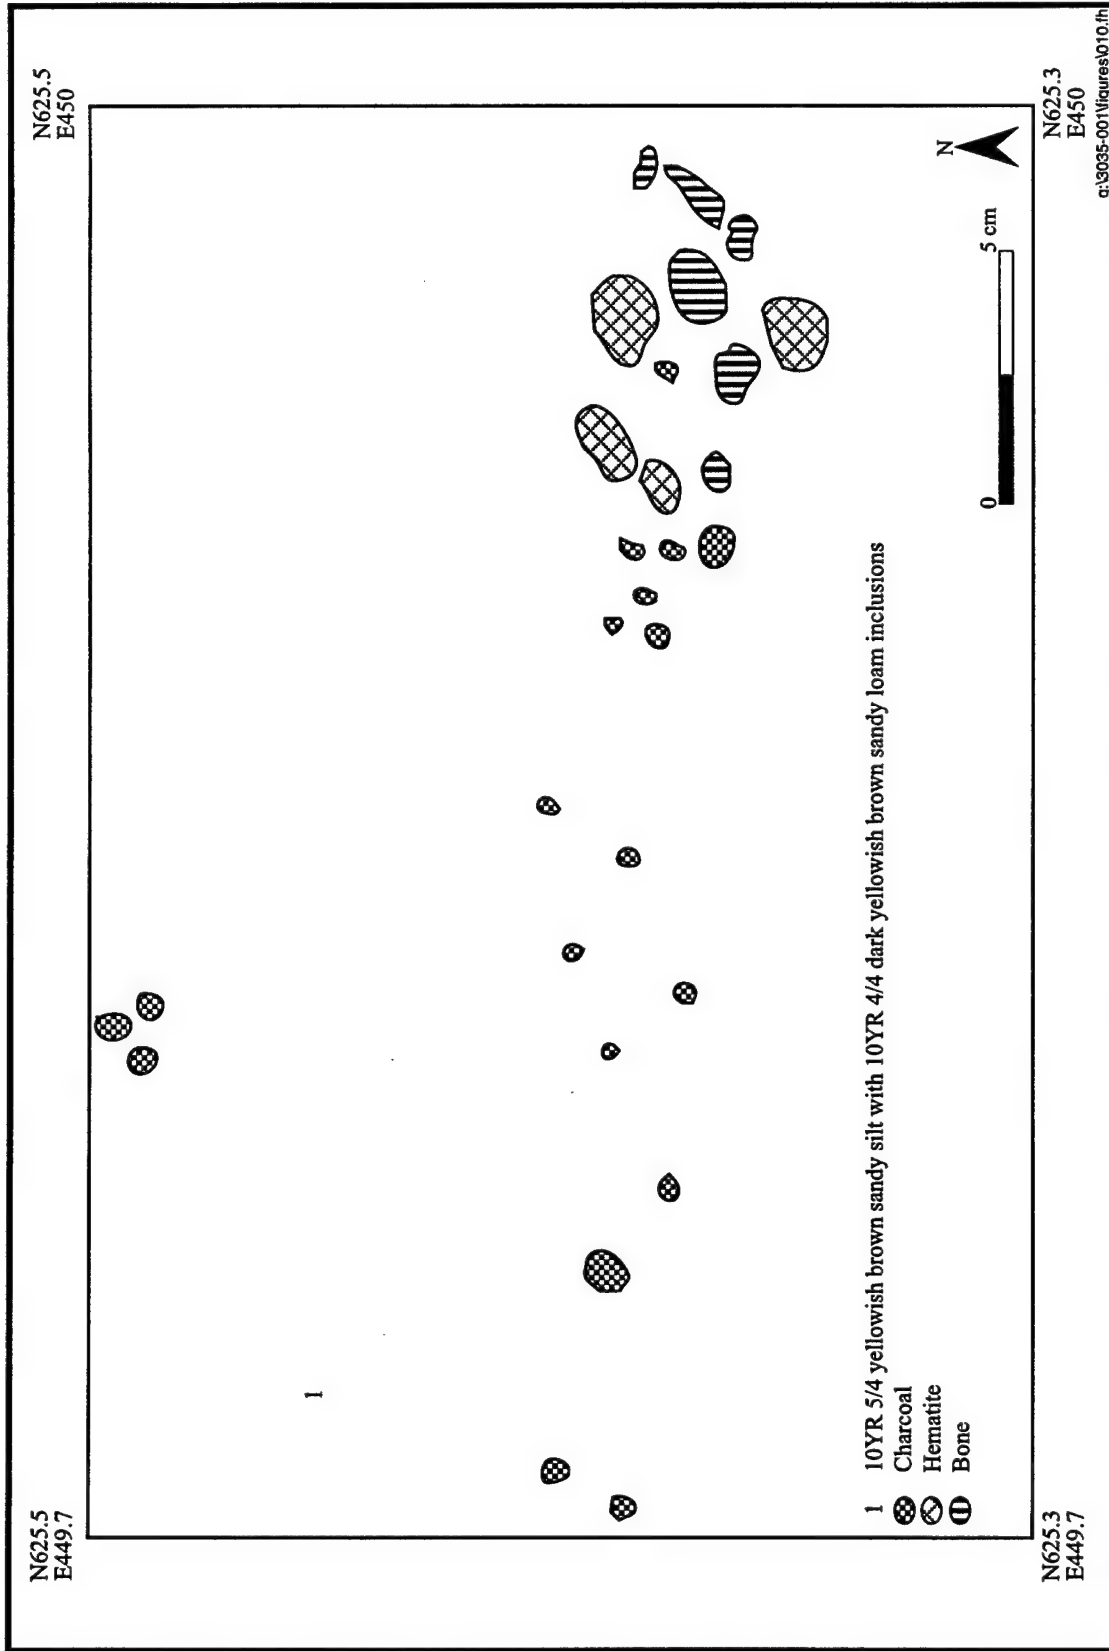 N625.5
E449.7
N625.5
E450
1
N
0
5 cm
1 10YR 5/4 yellowish brown sandy silt with 10YR 4/4 dark yellowish brown sandy loam inclusions
Charcoal
Hematite
Bone
N625.3
E449.7
N625.3
E450
q:\3035-001\figures\010.fh